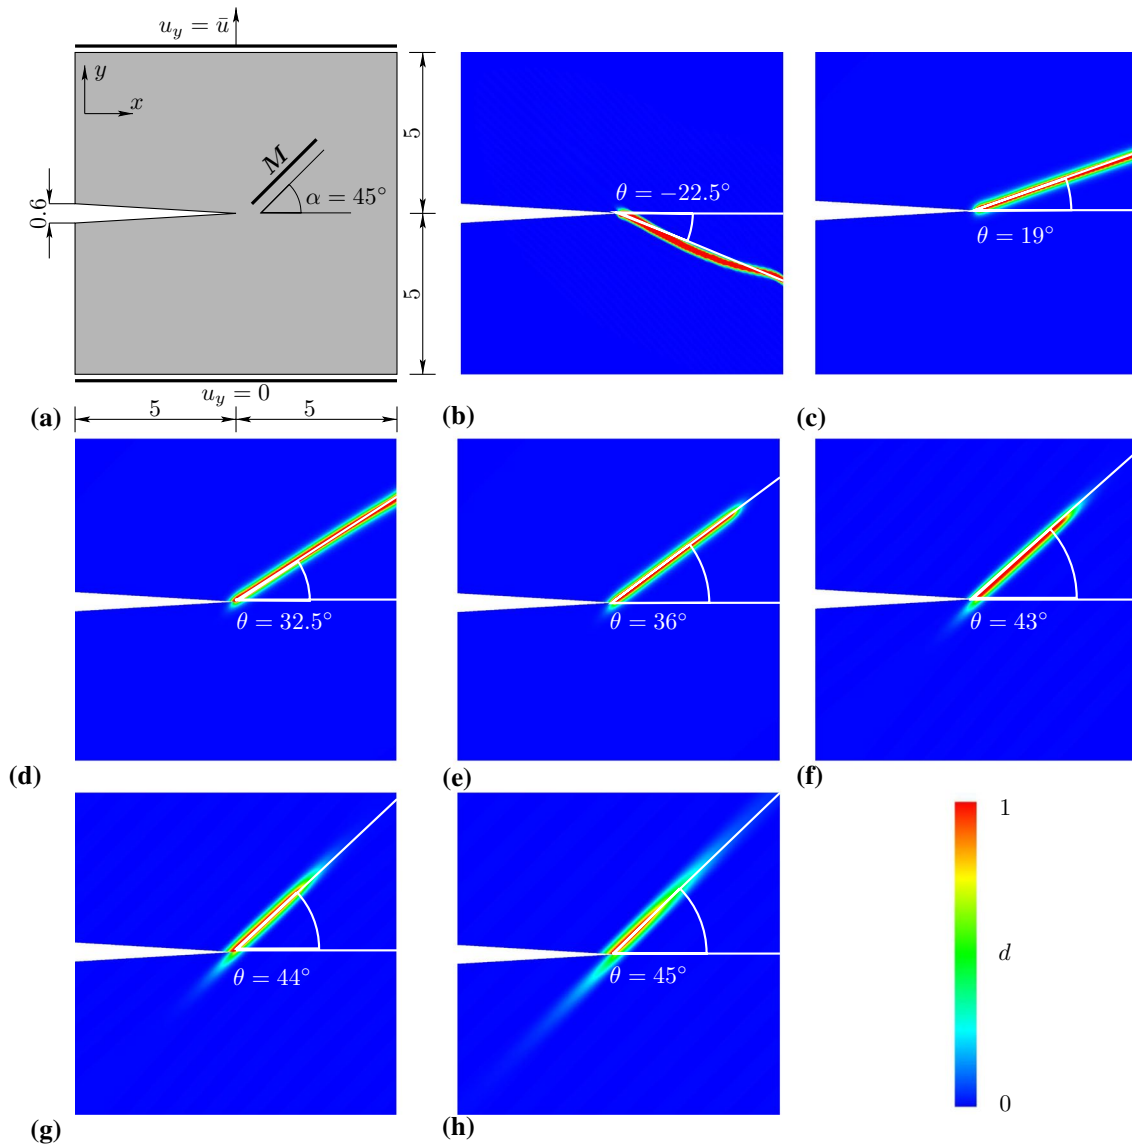 u_y = ū
y
x
M
α = 45°
0.6
5
5
u_y = 0
5
5
(a)
θ = −22.5°
(b)
θ = 19°
(c)
θ = 32.5°
(d)
θ = 36°
(e)
θ = 43°
(f)
θ = 44°
(g)
θ = 45°
(h)
1
d
0